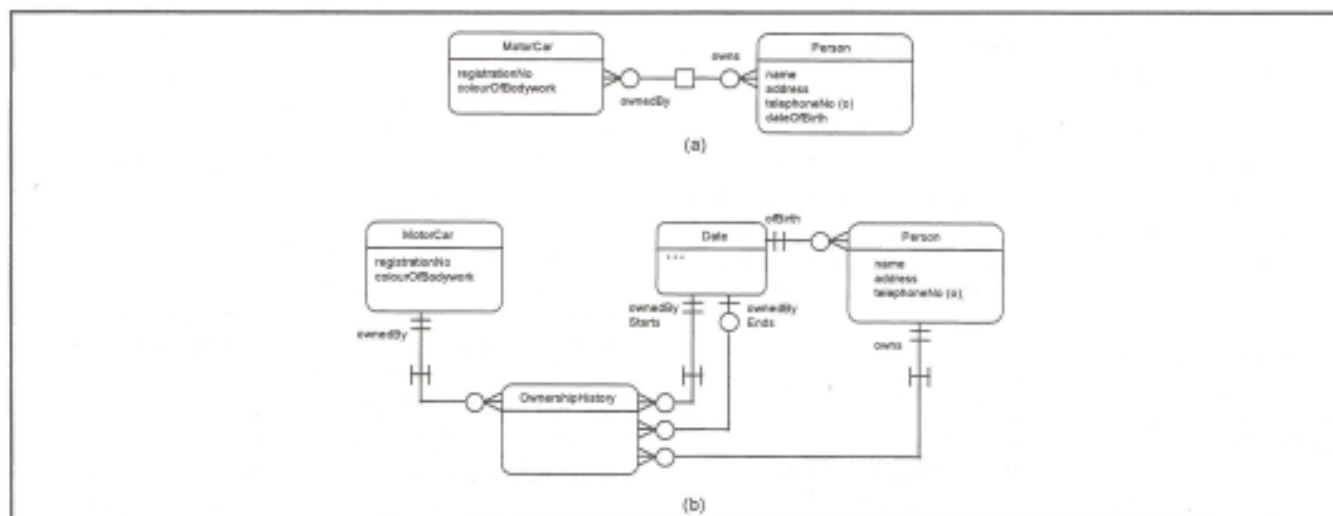 MotorCar
registrationNo
colourOfBodywork
ownedBy
owns
Person
name
address
telephoneNo (o)
dateOfBirth
(a)
MotorCar
registrationNo
colourOfBodywork
ownedBy
Date
...
ofBirth
Person
name
address
telephoneNo (o)
ownedBy
Starts
ownedBy
Ends
owns
OwnershipHistory
(b)